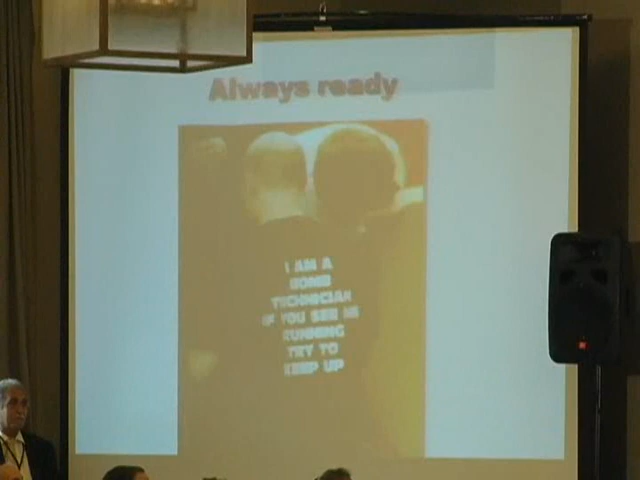 Always ready
I AM A
BOMB
TECHNICIAN
IF YOU SEE ME
RUNNING
TRY TO
KEEP UP